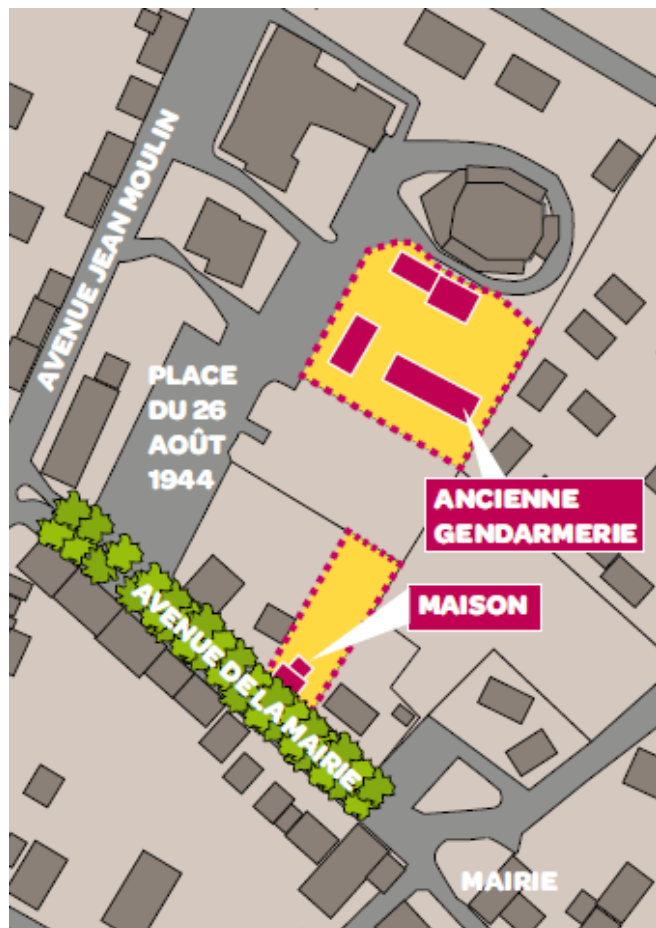 AVENUE JEAN MOULIN
PLACE
DU 26
AOÛT
1944
ANCIENNE
GENDARMERIE
MAISON
AVENUE DE LA MAIRIE
MAIRIE